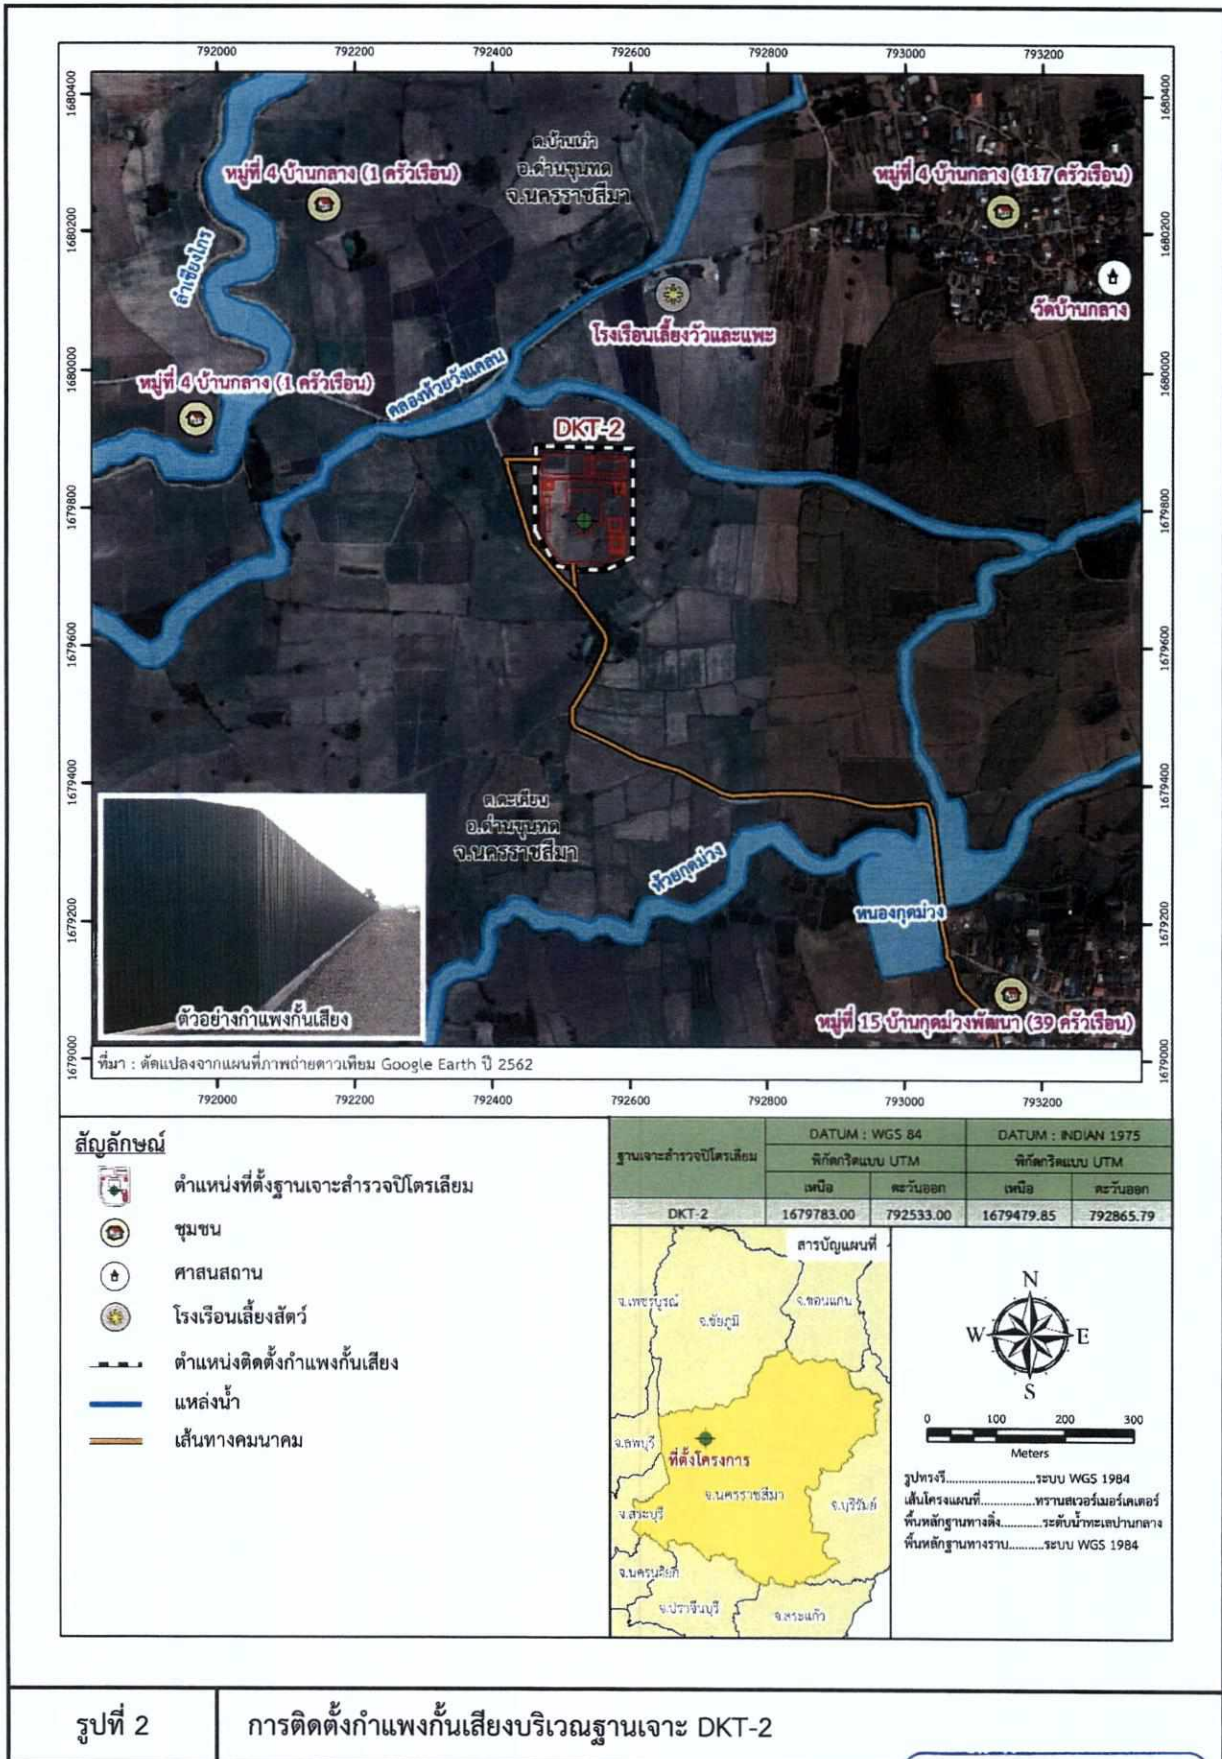 792000 792200 792400 792600 792800 793000 793200
1680400
1680200
1680000
1679800
1679600
1679400
1679200
1679000
1680400
1680200
1680000
1679800
1679600
1679400
1679200
1679000
ต.บ้านเก่า
อ.ด่านขุนทด
จ.นครราชสีมา
หมู่ที่ 4 บ้านกลาง (1 ครัวเรือน)
หมู่ที่ 4 บ้านกลาง (117 ครัวเรือน)
ลำเชียงไกร
วัดบ้านกลาง
โรงเรือนเลี้ยงวัวและแพะ
หมู่ที่ 4 บ้านกลาง (1 ครัวเรือน)
คลองห้วยวังแคลน
DKT-2
ต.ตะเคียน
อ.ด่านขุนทด
จ.นครราชสีมา
ห้วยกุดม่วง
หนองกุดม่วง
ตัวอย่างกำแพงกั้นเสียง
หมู่ที่ 15 บ้านกุดม่วงพัฒนา (39 ครัวเรือน)
ที่มา : ดัดแปลงจากแผนที่ภาพถ่ายดาวเทียม Google Earth ปี 2562
792000 792200 792400 792600 792800 793000 793200
สัญลักษณ์
ตำแหน่งที่ตั้งฐานเจาะสำรวจปิโตรเลียม
ชุมชน
ศาสนสถาน
โรงเรือนเลี้ยงสัตว์
ตำแหน่งติดตั้งกำแพงกั้นเสียง
แหล่งน้ำ
เส้นทางคมนาคม
ฐานเจาะสำรวจปิโตรเลียม
DATUM : WGS 84 DATUM : INDIAN 1975
พิกัดกริดแบบ UTM พิกัดกริดแบบ UTM
เหนือ ตะวันออก เหนือ ตะวันออก
DKT-2 1679783.00 792533.00 1679479.85 792865.79
สารบัญแผนที่
จ.เพชรบูรณ์
จ.ขอนแก่น
จ.ชัยภูมิ
จ.ลพบุรี
ที่ตั้งโครงการ
จ.นครราชสีมา
จ.บุรีรัมย์
จ.สระบุรี
จ.นครนายก
จ.ปราจีนบุรี
จ.สระแก้ว
N
W E
S
0 100 200 300
Meters
รูปทรงรี..........................ระบบ WGS 1984
เส้นโครงแผนที่...............ทรานสเวอร์เมอร์เคเตอร์
พื้นหลักฐานทางดิ่ง............ระดับน้ำทะเลปานกลาง
พื้นหลักฐานทางราบ..........ระบบ WGS 1984
รูปที่ 2
การติดตั้งกำแพงกั้นเสียงบริเวณฐานเจาะ DKT-2